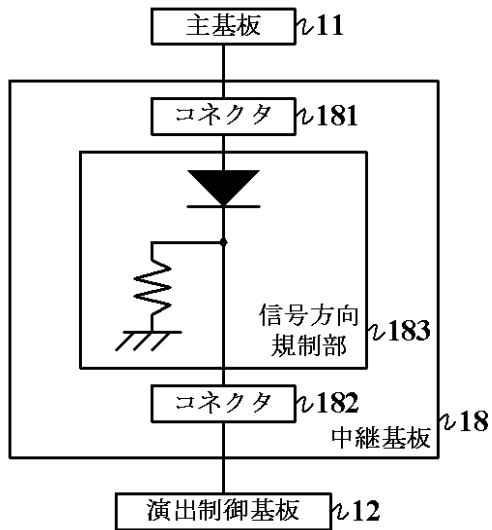 主基板 11
コネクタ 181
信号方向
規制部 183
コネクタ 182
中継基板 18
演出制御基板 12